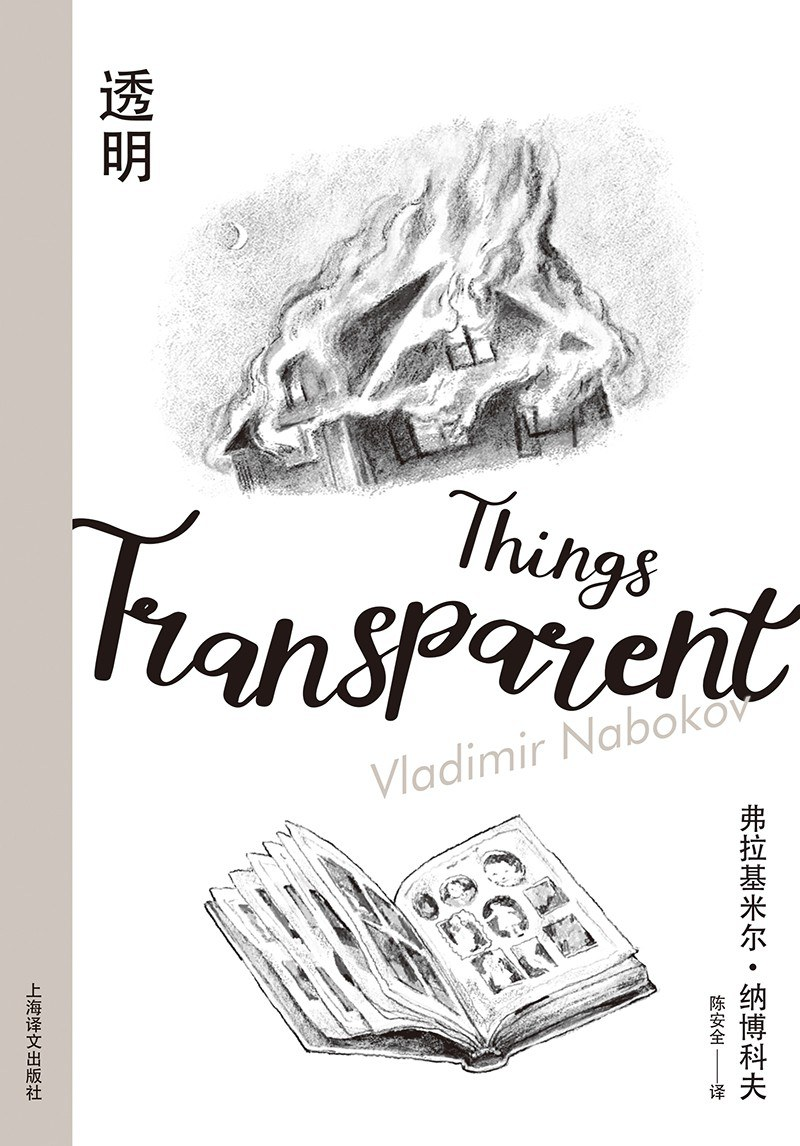 透明
Things
Transparent
Vladimir Nabokov
弗拉基米尔·纳博科夫
陈安全——译
上海译文出版社